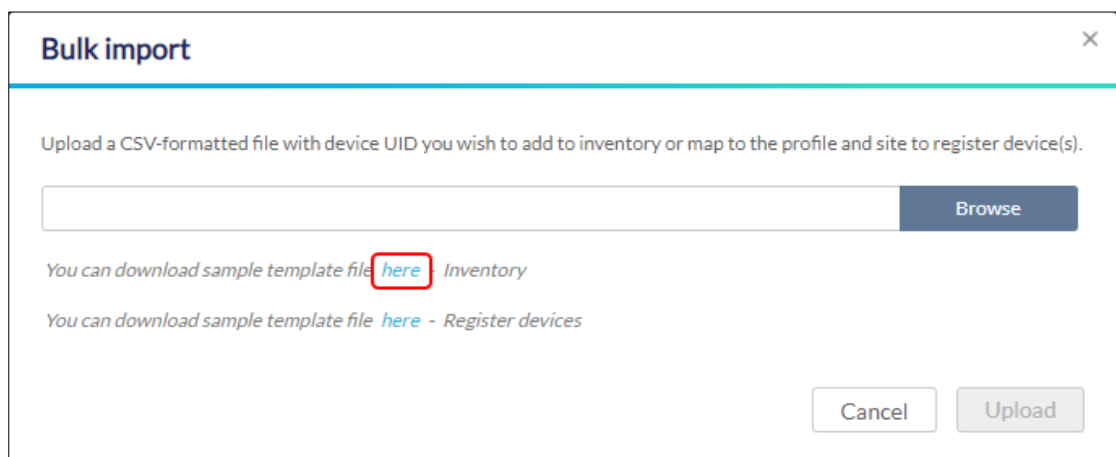 Bulk import
Upload a CSV-formatted file with device UID you wish to add to inventory or map to the profile and site to register device(s).
Browse
You can download sample template file here - Inventory
You can download sample template file here - Register devices
Cancel
Upload